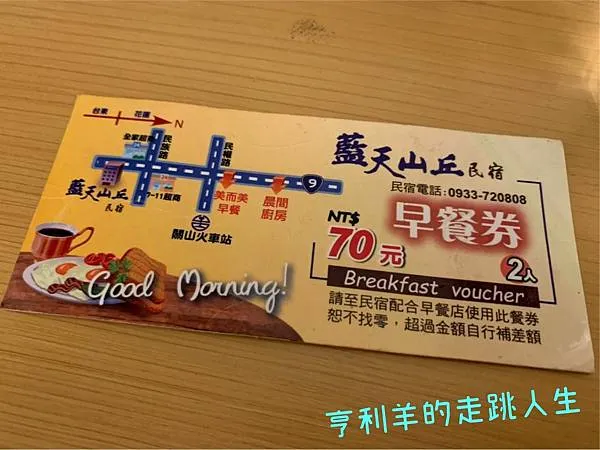 台東 花蓮
N
全家超商
民族路
民權路
藍天山丘
民宿
7-11超商
美而美
早餐
晨間
廚房
9
關山火車站
Good Morning!
藍天山丘民宿
民宿電話:0933-720808
早餐券
NT$
70元
2人
Breakfast voucher
請至民宿配合早餐店使用此餐券
恕不找零，超過金額自行補差額
亨利羊的走跳人生